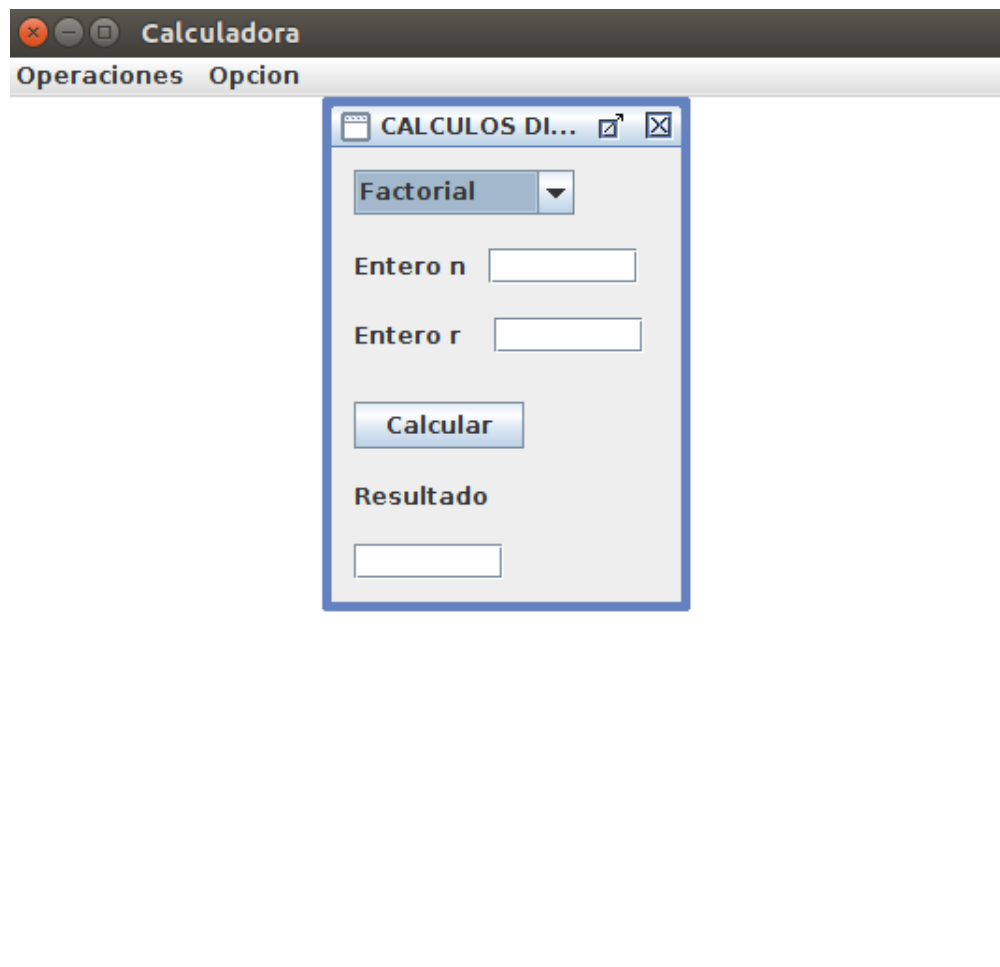 Calculadora
Operaciones Opcion
CALCULOS DI...
Factorial
Entero n
Entero r
Calcular
Resultado